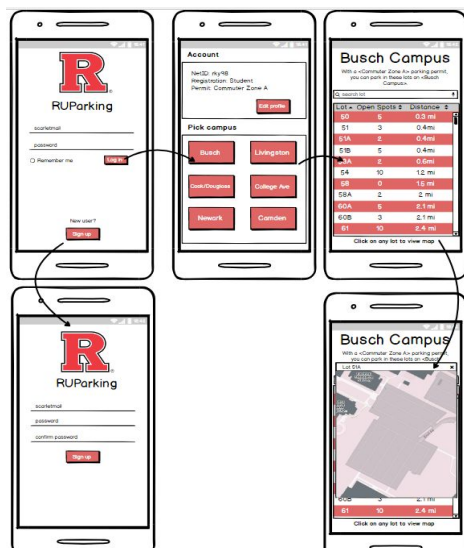 R
RUParking
scarletmail
password
Remember me
Log in
New user?
Sign up
Account
NetID: rky98
Registration: Student
Permit: Commuter Zone A
Edit profile
Pick campus
Busch
Livingston
Cook/Douglass
College Ave
Newark
Camden
Busch Campus
With a <Commuter Zone A> parking permit,
you can park in these lots on <Busch
Campus>.
search lot
Lot Open Spots Distance
50 5 0.3 mi
51 3 0.4mi
51A 2 0.4mi
51B 5 0.4mi
53A 2 0.6mi
54 10 1.2 mi
58 0 1.5 mi
58A 2 2 mi
60A 5 2.1 mi
60B 3 2.1 mi
61 10 2.4 mi
Click on any lot to view map
R
RUParking
scarletmail
password
confirm password
Sign up
Busch Campus
With a <Commuter Zone A> parking permit,
you can park in these lots on <Busch
Lot 51A
60B 3 2.1 mi
61 10 2.4 mi
Click on any lot to view map